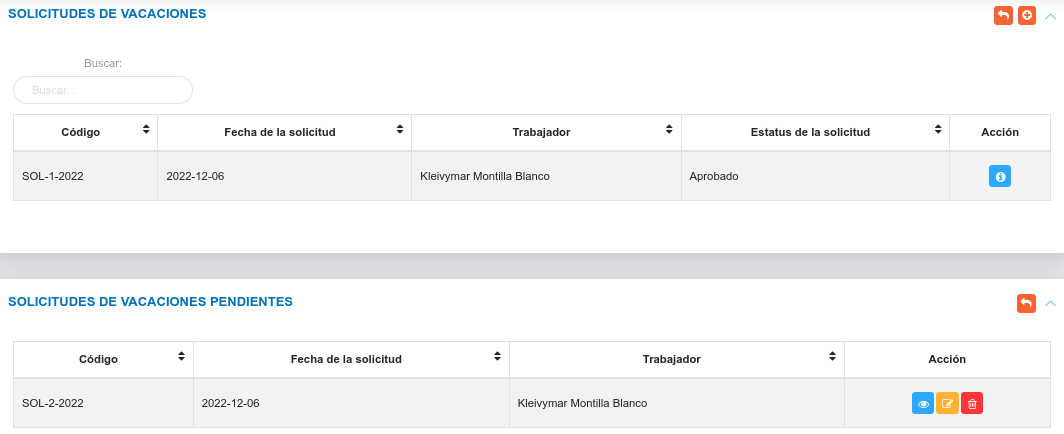 SOLICITUDES DE VACACIONES
Buscar:
Buscar...
Código Fecha de la solicitud Trabajador Estatus de la solicitud Acción
SOL-1-2022 2022-12-06 Kleivymar Montilla Blanco Aprobado
SOLICITUDES DE VACACIONES PENDIENTES
Código Fecha de la solicitud Trabajador Acción
SOL-2-2022 2022-12-06 Kleivymar Montilla Blanco